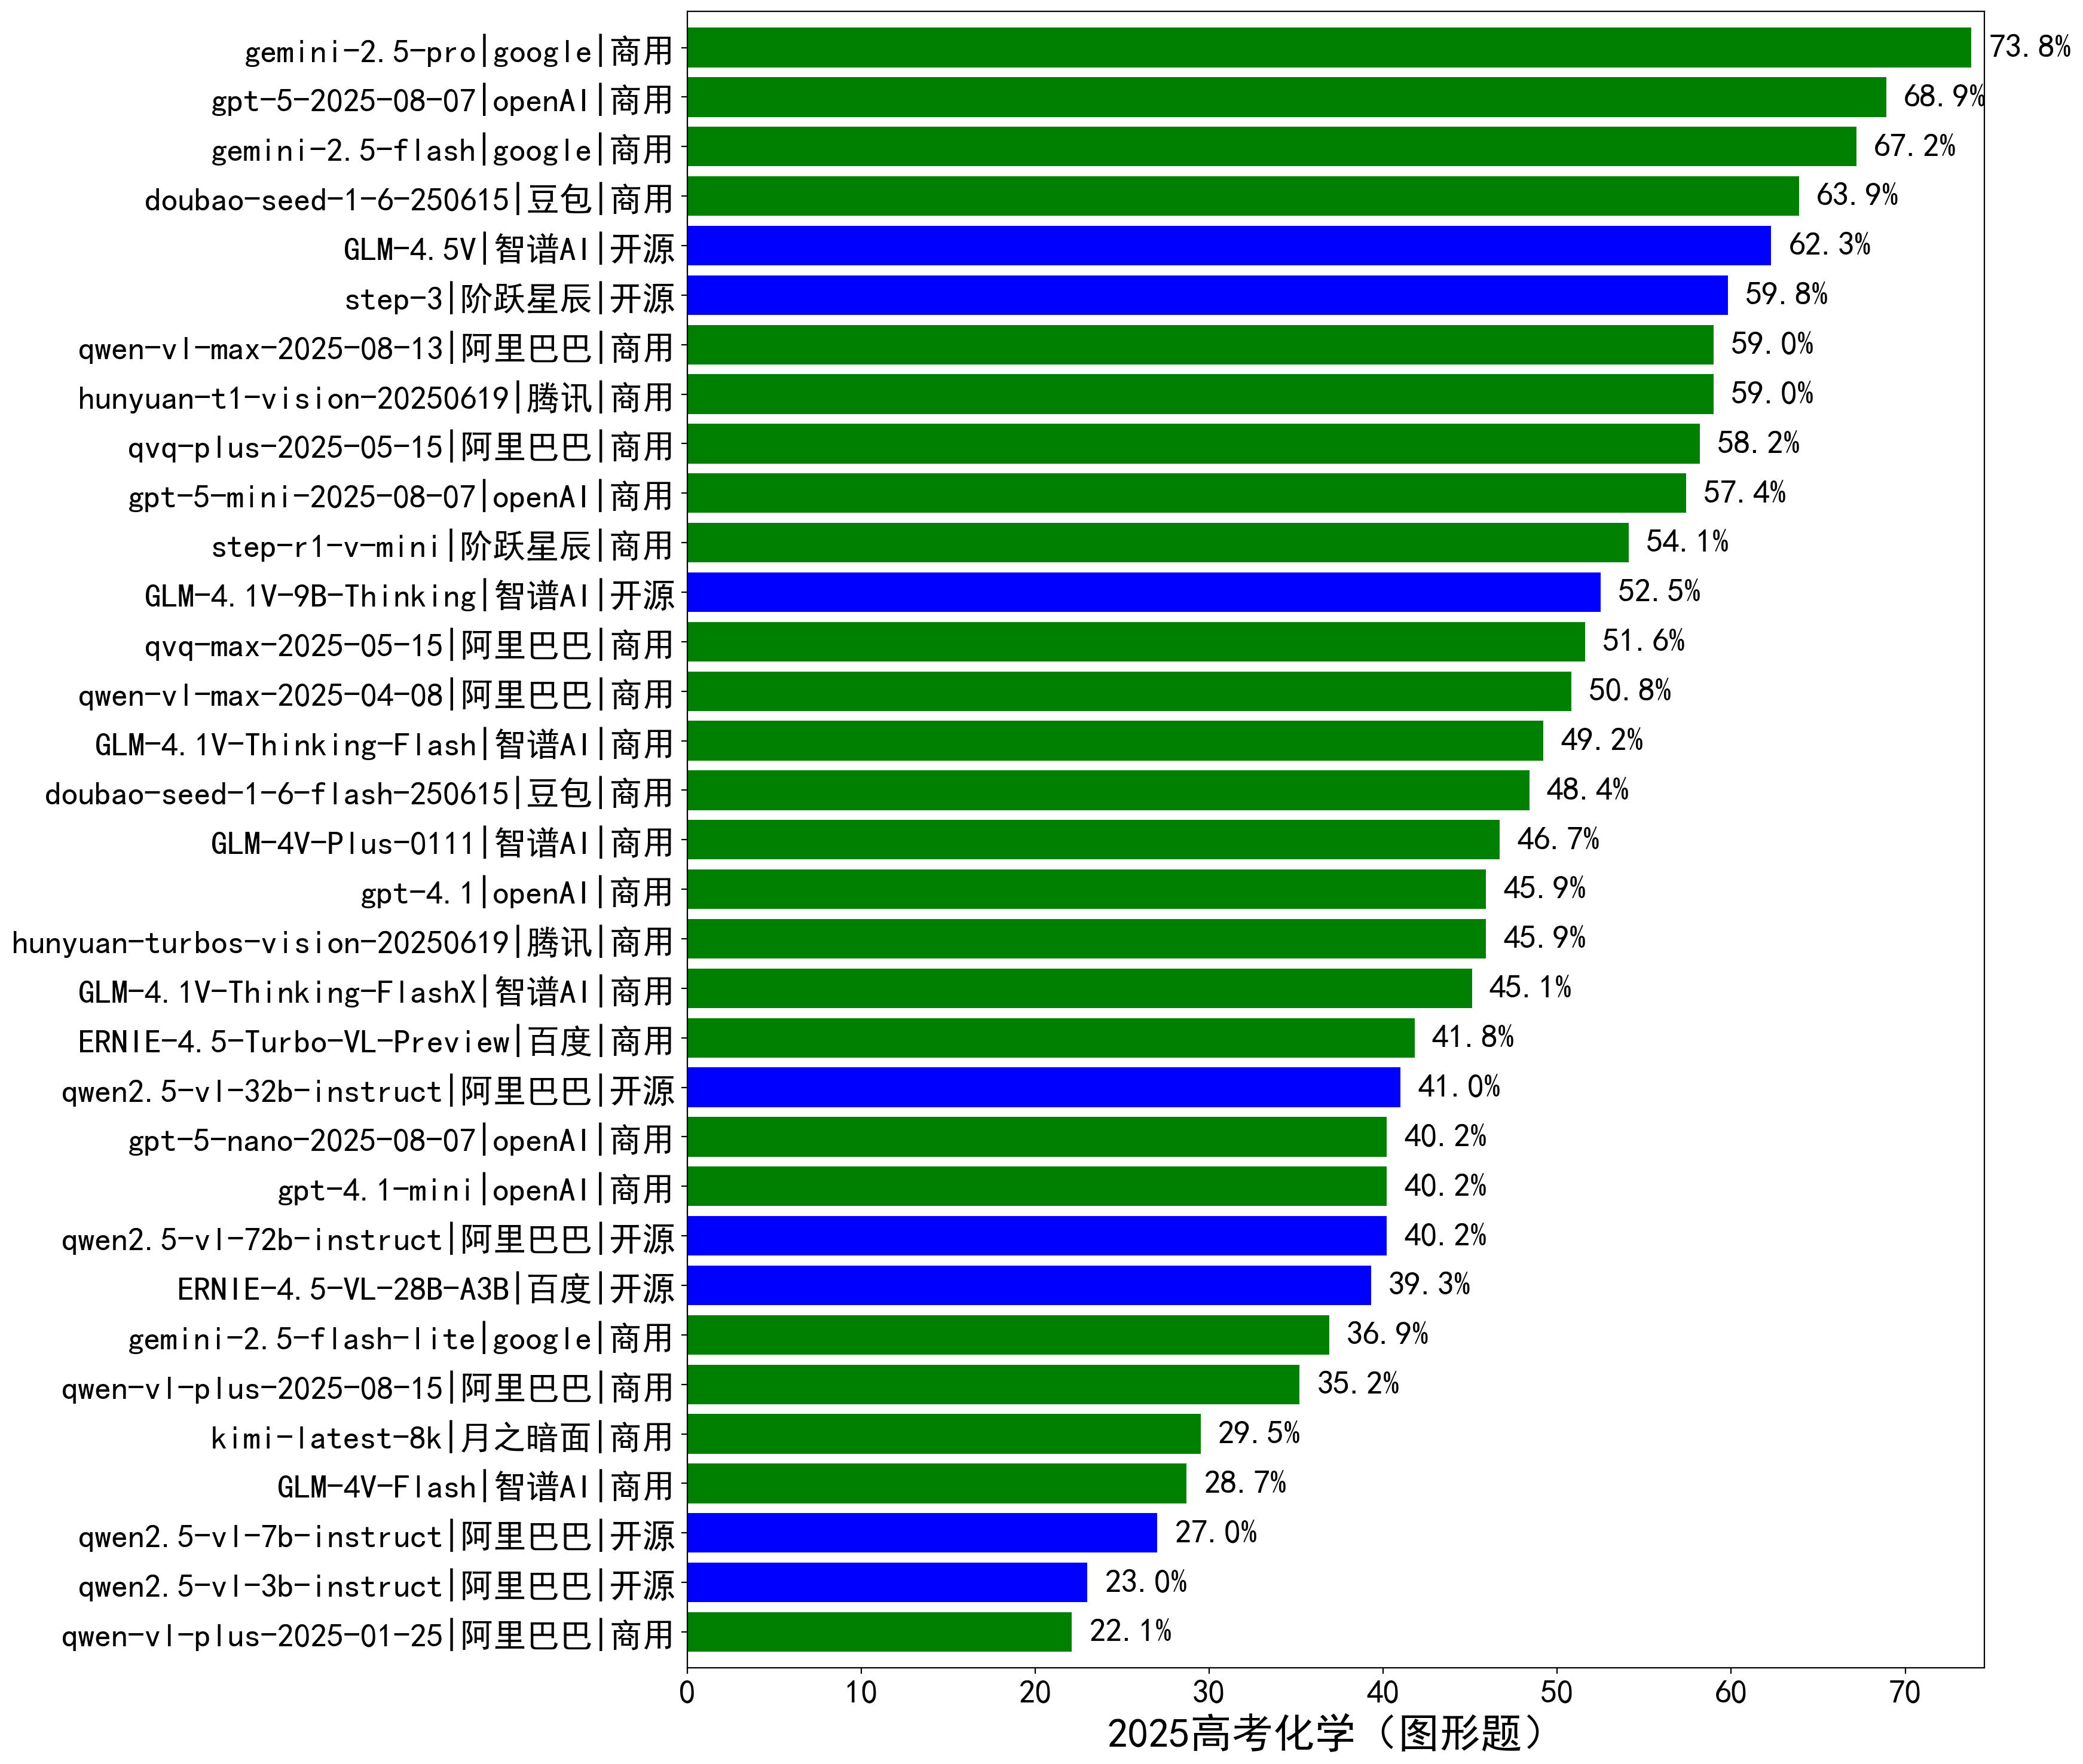 gemini-2.5-pro|google|商用 73.8%
gpt-5-2025-08-07|openAI|商用 68.9%
gemini-2.5-flash|google|商用 67.2%
doubao-seed-1-6-250615|豆包|商用 63.9%
GLM-4.5V|智谱AI|开源 62.3%
step-3|阶跃星辰|开源 59.8%
qwen-vl-max-2025-08-13|阿里巴巴|商用 59.0%
hunyuan-t1-vision-20250619|腾讯|商用 59.0%
qvq-plus-2025-05-15|阿里巴巴|商用 58.2%
gpt-5-mini-2025-08-07|openAI|商用 57.4%
step-r1-v-mini|阶跃星辰|商用 54.1%
GLM-4.1V-9B-Thinking|智谱AI|开源 52.5%
qvq-max-2025-05-15|阿里巴巴|商用 51.6%
qwen-vl-max-2025-04-08|阿里巴巴|商用 50.8%
GLM-4.1V-Thinking-Flash|智谱AI|商用 49.2%
doubao-seed-1-6-flash-250615|豆包|商用 48.4%
GLM-4V-Plus-0111|智谱AI|商用 46.7%
gpt-4.1|openAI|商用 45.9%
hunyuan-turbos-vision-20250619|腾讯|商用 45.9%
GLM-4.1V-Thinking-FlashX|智谱AI|商用 45.1%
ERNIE-4.5-Turbo-VL-Preview|百度|商用 41.8%
qwen2.5-vl-32b-instruct|阿里巴巴|开源 41.0%
gpt-5-nano-2025-08-07|openAI|商用 40.2%
gpt-4.1-mini|openAI|商用 40.2%
qwen2.5-vl-72b-instruct|阿里巴巴|开源 40.2%
ERNIE-4.5-VL-28B-A3B|百度|开源 39.3%
gemini-2.5-flash-lite|google|商用 36.9%
qwen-vl-plus-2025-08-15|阿里巴巴|商用 35.2%
kimi-latest-8k|月之暗面|商用 29.5%
GLM-4V-Flash|智谱AI|商用 28.7%
qwen2.5-vl-7b-instruct|阿里巴巴|开源 27.0%
qwen2.5-vl-3b-instruct|阿里巴巴|开源 23.0%
qwen-vl-plus-2025-01-25|阿里巴巴|商用 22.1%
0 10 20 30 40 50 60 70
2025高考化学（图形题）